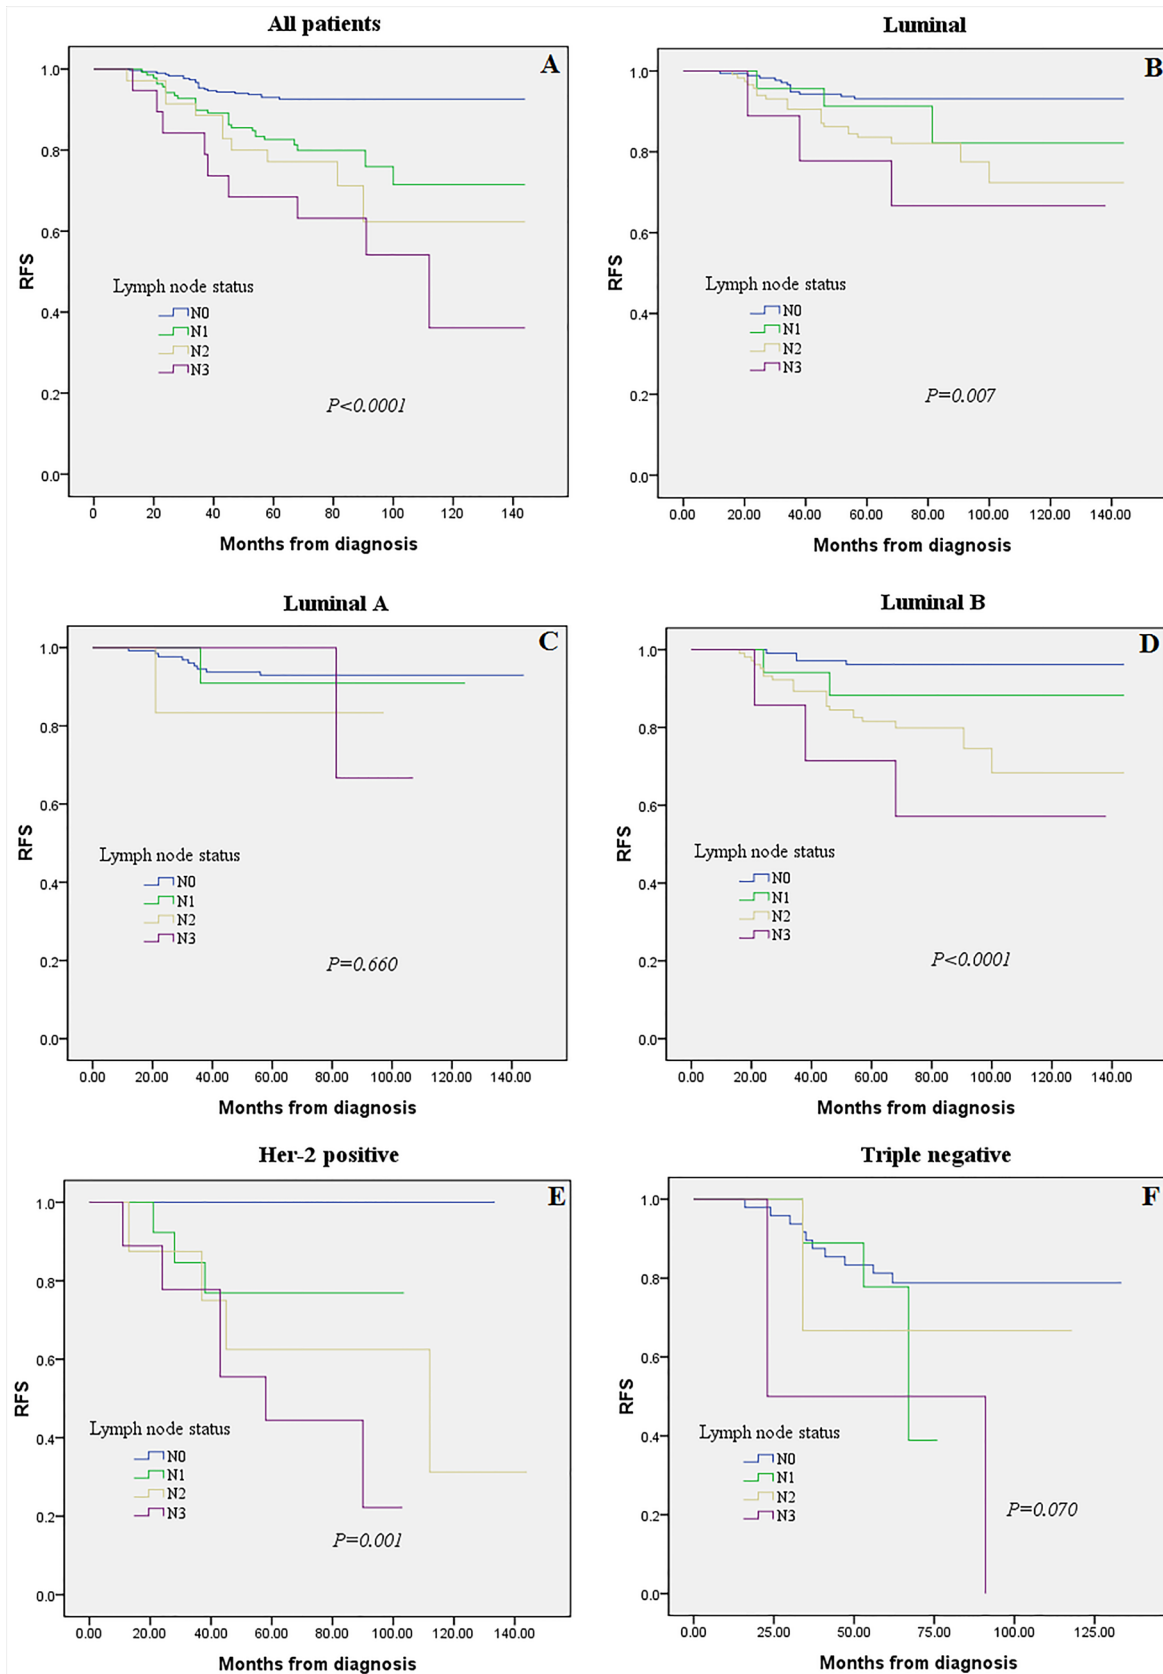 All patients
A
1.0
0.8
0.6
0.4
0.2
0.0
RFS
Lymph node status
N0
N1
N2
N3
P<0.0001
0 20 40 60 80 100 120 140
Months from diagnosis
Luminal
B
1.0
0.8
0.6
0.4
0.2
0.0
RFS
Lymph node status
N0
N1
N2
N3
P=0.007
0.00 20.00 40.00 60.00 80.00 100.00 120.00 140.00
Months from diagnosis
Luminal A
C
1.0
0.8
0.6
0.4
0.2
0.0
RFS
Lymph node status
N0
N1
N2
N3
P=0.660
0.00 20.00 40.00 60.00 80.00 100.00 120.00 140.00
Months from diagnosis
Luminal B
D
1.0
0.8
0.6
0.4
0.2
0.0
RFS
Lymph node status
N0
N1
N2
N3
P<0.0001
0.00 20.00 40.00 60.00 80.00 100.00 120.00 140.00
Months from diagnosis
Her-2 positive
E
1.0
0.8
0.6
0.4
0.2
0.0
RFS
Lymph node status
N0
N1
N2
N3
P=0.001
0.00 20.00 40.00 60.00 80.00 100.00 120.00 140.00
Months from diagnosis
Triple negative
F
1.0
0.8
0.6
0.4
0.2
0.0
RFS
Lymph node status
N0
N1
N2
N3
P=0.070
0.00 25.00 50.00 75.00 100.00 125.00
Months from diagnosis